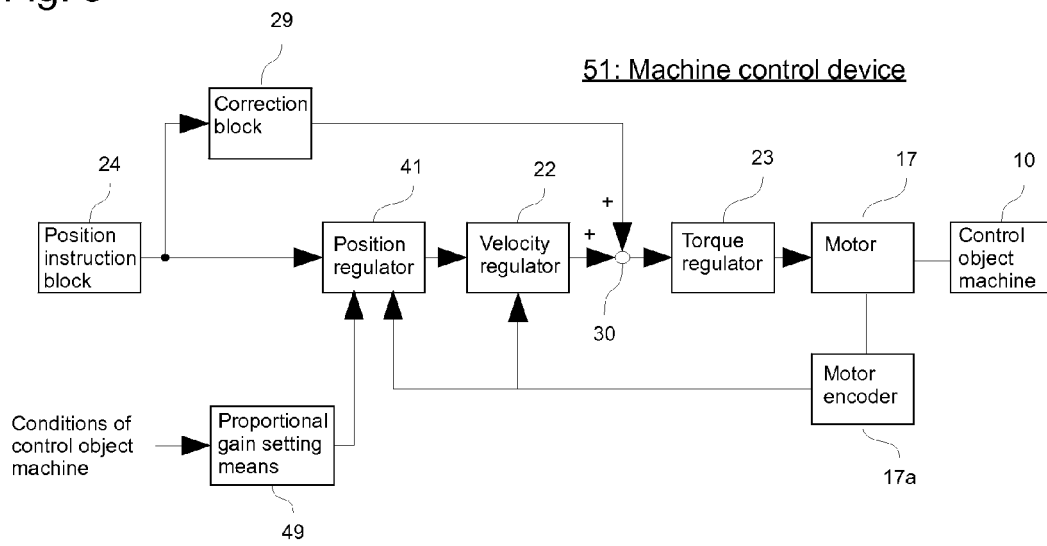 29
51: Machine control device
Correction
block
24
41
22
23
17
10
+
+
Position
instruction
block
Position
regulator
Velocity
regulator
Torque
regulator
Motor
Control
object
machine
30
Motor
encoder
Conditions of
control object
machine
Proportional
gain setting
means
17a
49